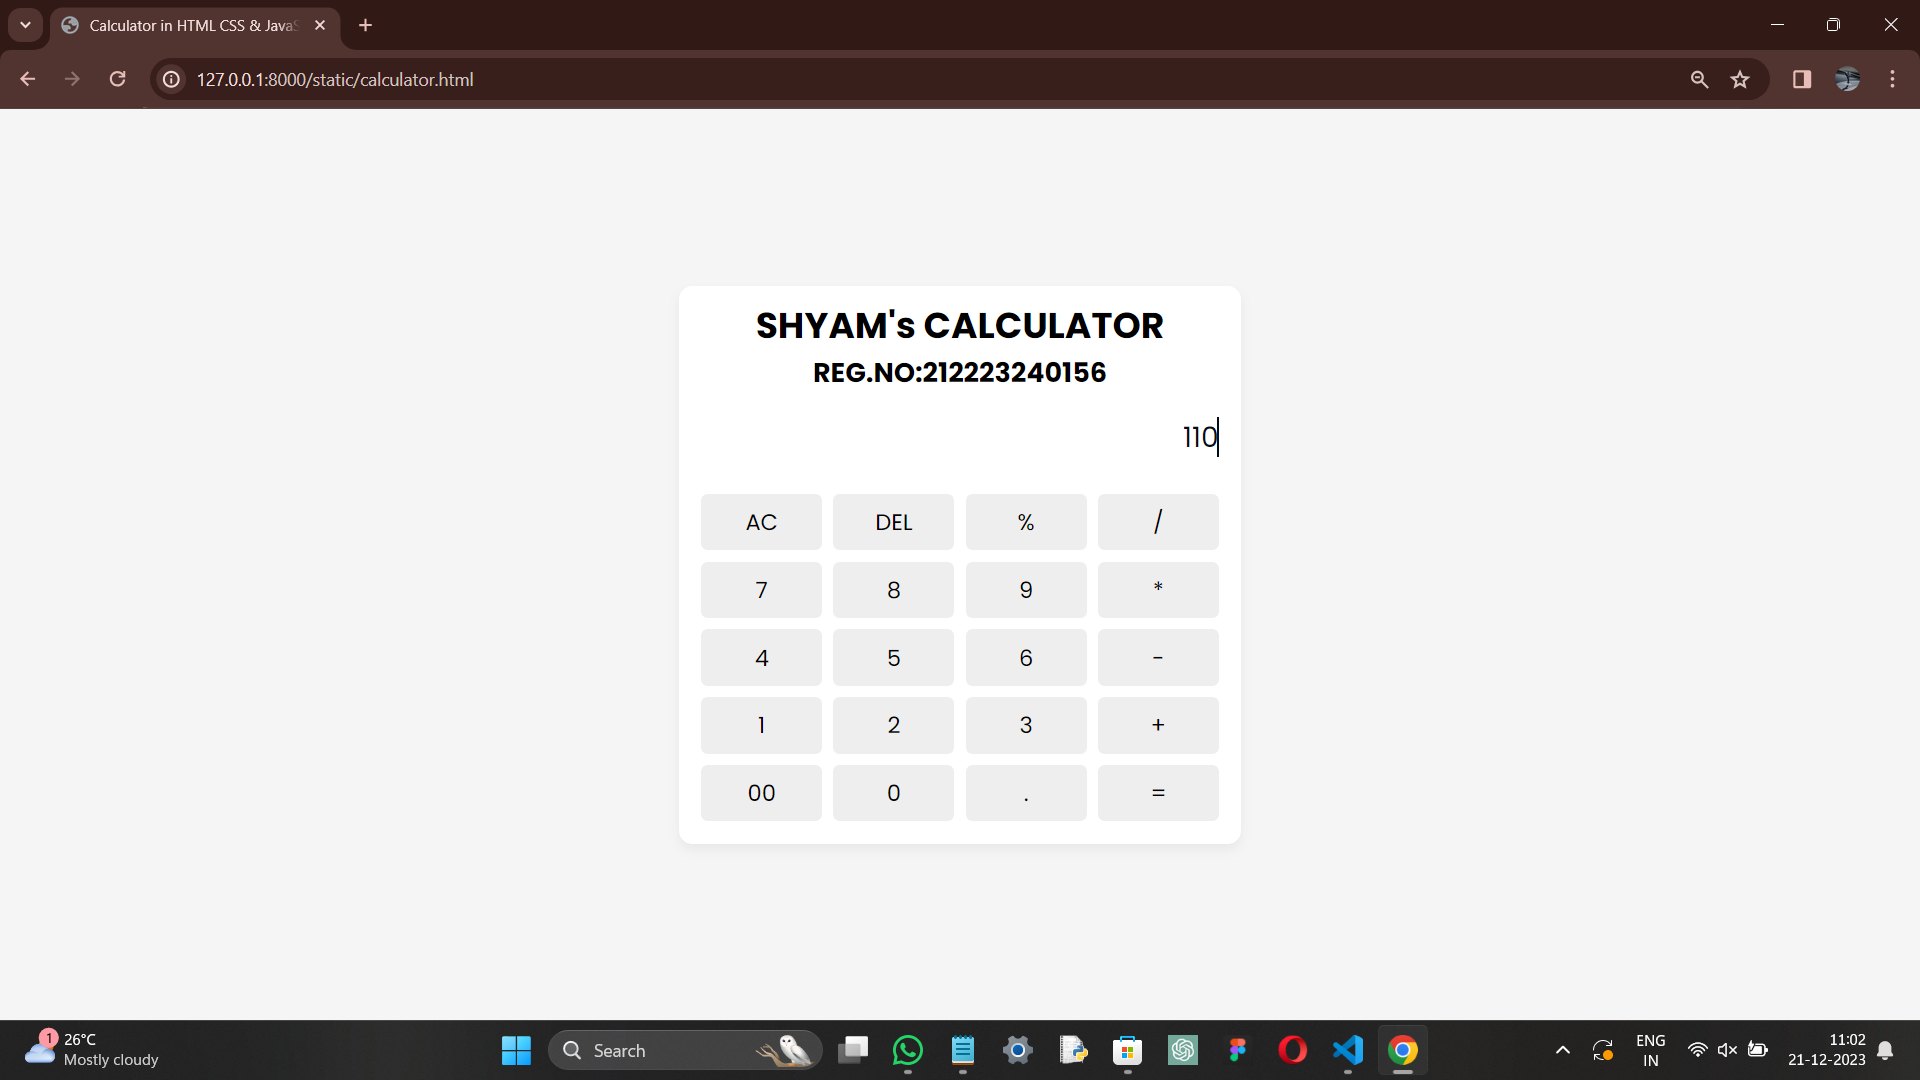 Calculator in HTML CSS & Java
127.0.0.1:8000/static/calculator.html
SHYAM's CALCULATOR
REG.NO:212223240156
110
AC DEL % /
7 8 9 *
4 5 6 -
1 2 3 +
00 0 . =
1
26°C
Mostly cloudy
Search
ENG
IN
11:02
21-12-2023